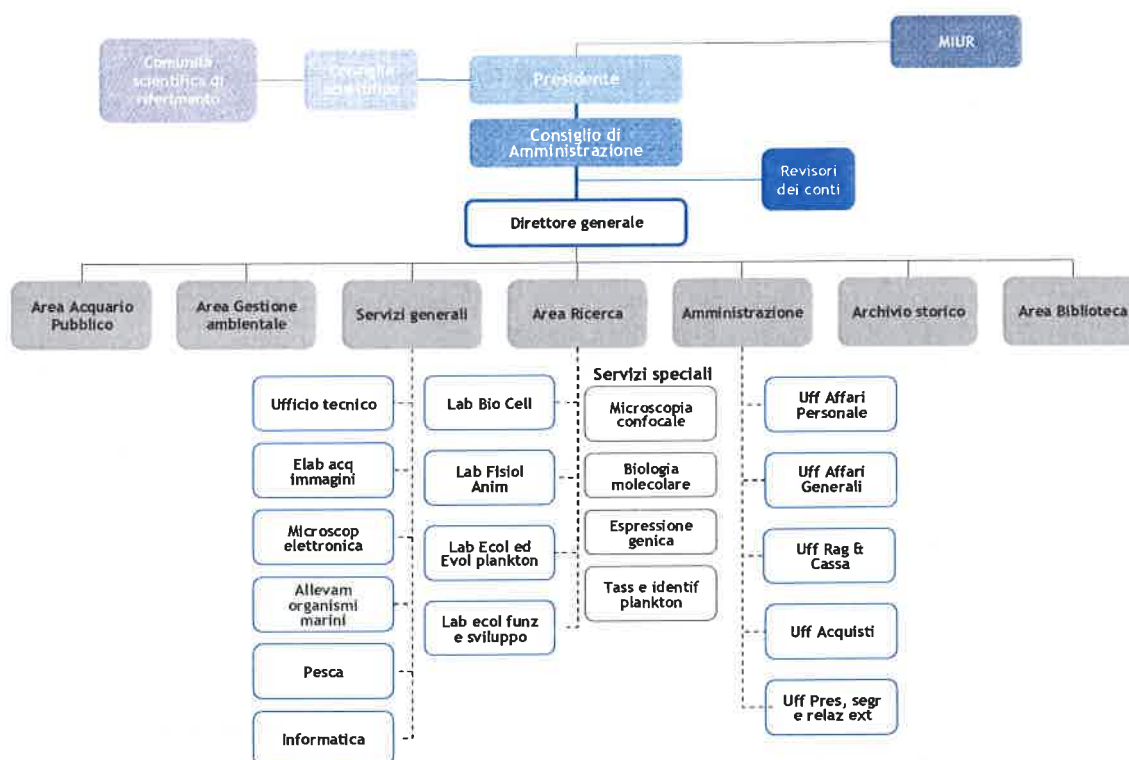 MIUR
Comunità
scientifica di
riferimento
Consiglio
scientifico
Presidente
Consiglio di
Amministrazione
Revisori
dei conti
Direttore generale
Area Acquario
Pubblico
Area Gestione
ambientale
Servizi generali
Area Ricerca
Amministrazione
Archivio storico
Area Biblioteca
Servizi speciali
Ufficio tecnico
Elab acq
immagini
Microscop
elettronica
Allevam
organismi
marini
Pesca
Informatica
Lab Bio Cell
Lab Fisiol
Anim
Lab Ecol ed
Evol plankton
Lab ecol funz
e sviluppo
Microscopia
confocale
Biologia
molecolare
Espressione
genica
Tass e identif
plankton
Uff Affari
Personale
Uff Affari
Generali
Uff Rag &
Cassa
Uff Acquisti
Uff Pres, segr
e relaz ext